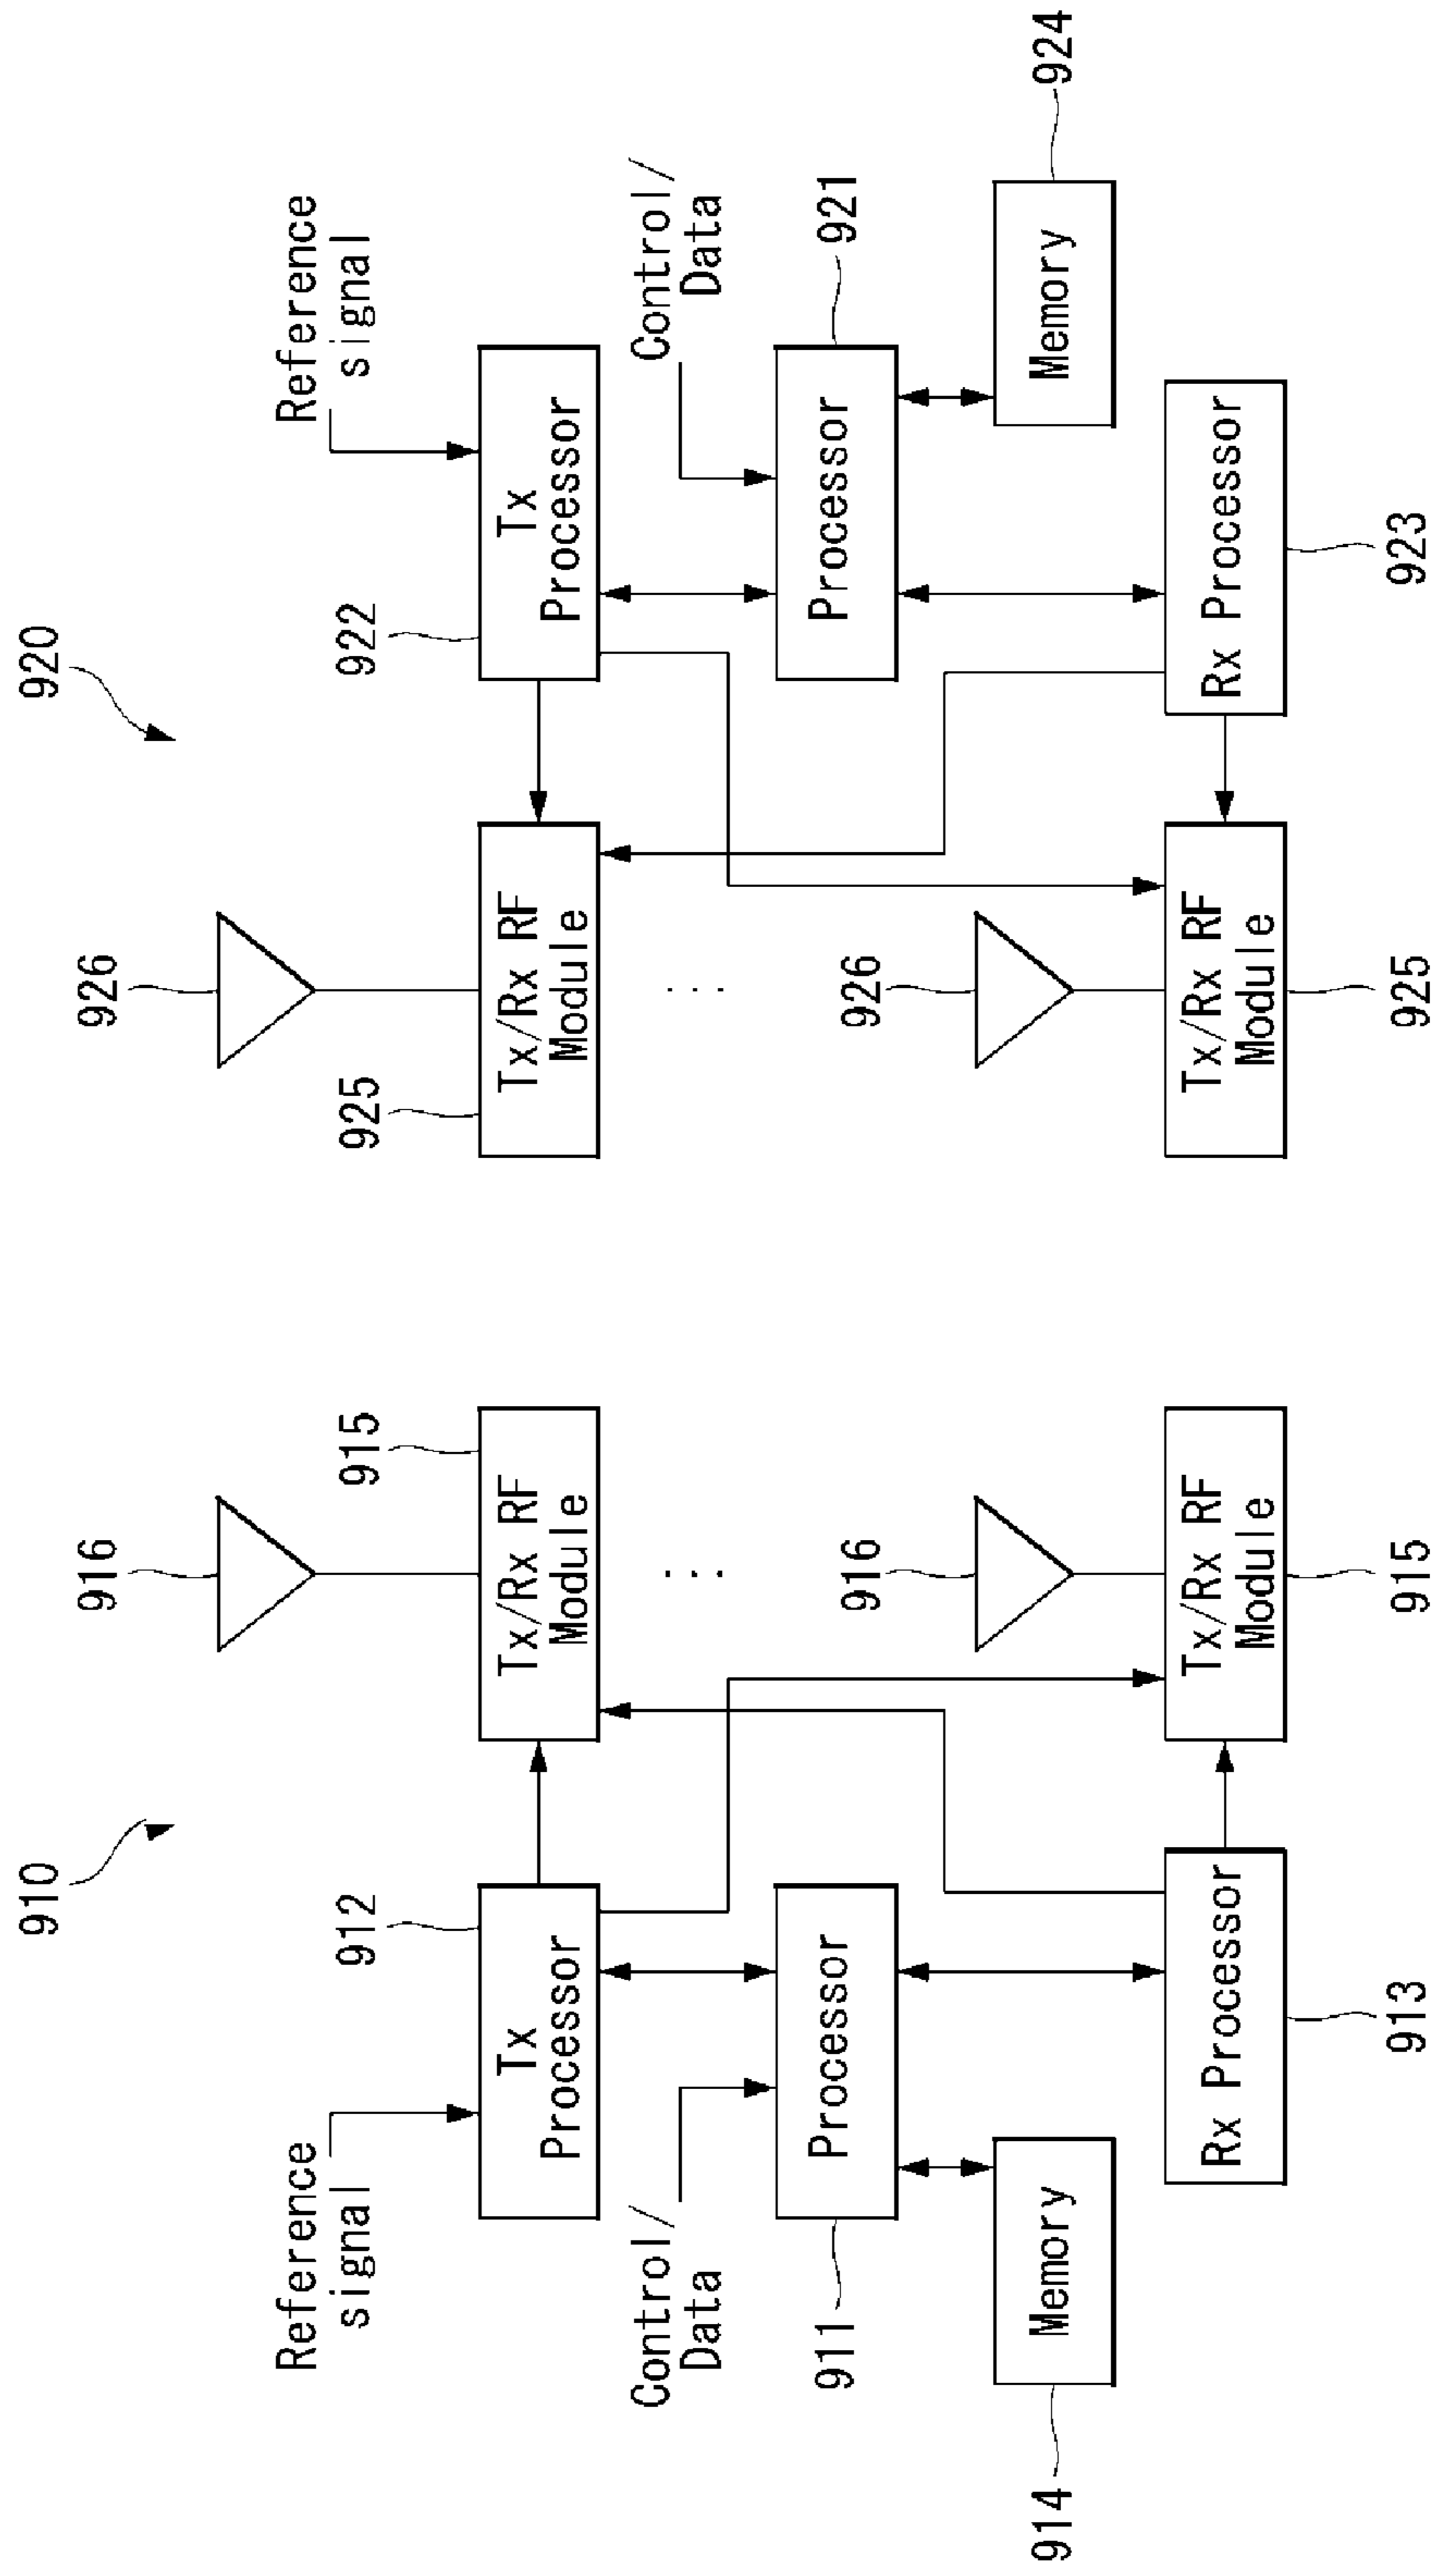 910
920
916
926
Reference
signal
912
915
925
922
Reference
signal
Tx
Processor
Tx/Rx RF
Module
Tx/Rx RF
Module
Tx
Processor
Control/
Data
...
...
Control/
Data
911
Processor
916
926
Processor
921
914
Memory
Memory
924
Rx Processor
Tx/Rx RF
Module
Tx/Rx RF
Module
Rx Processor
913
915
925
923